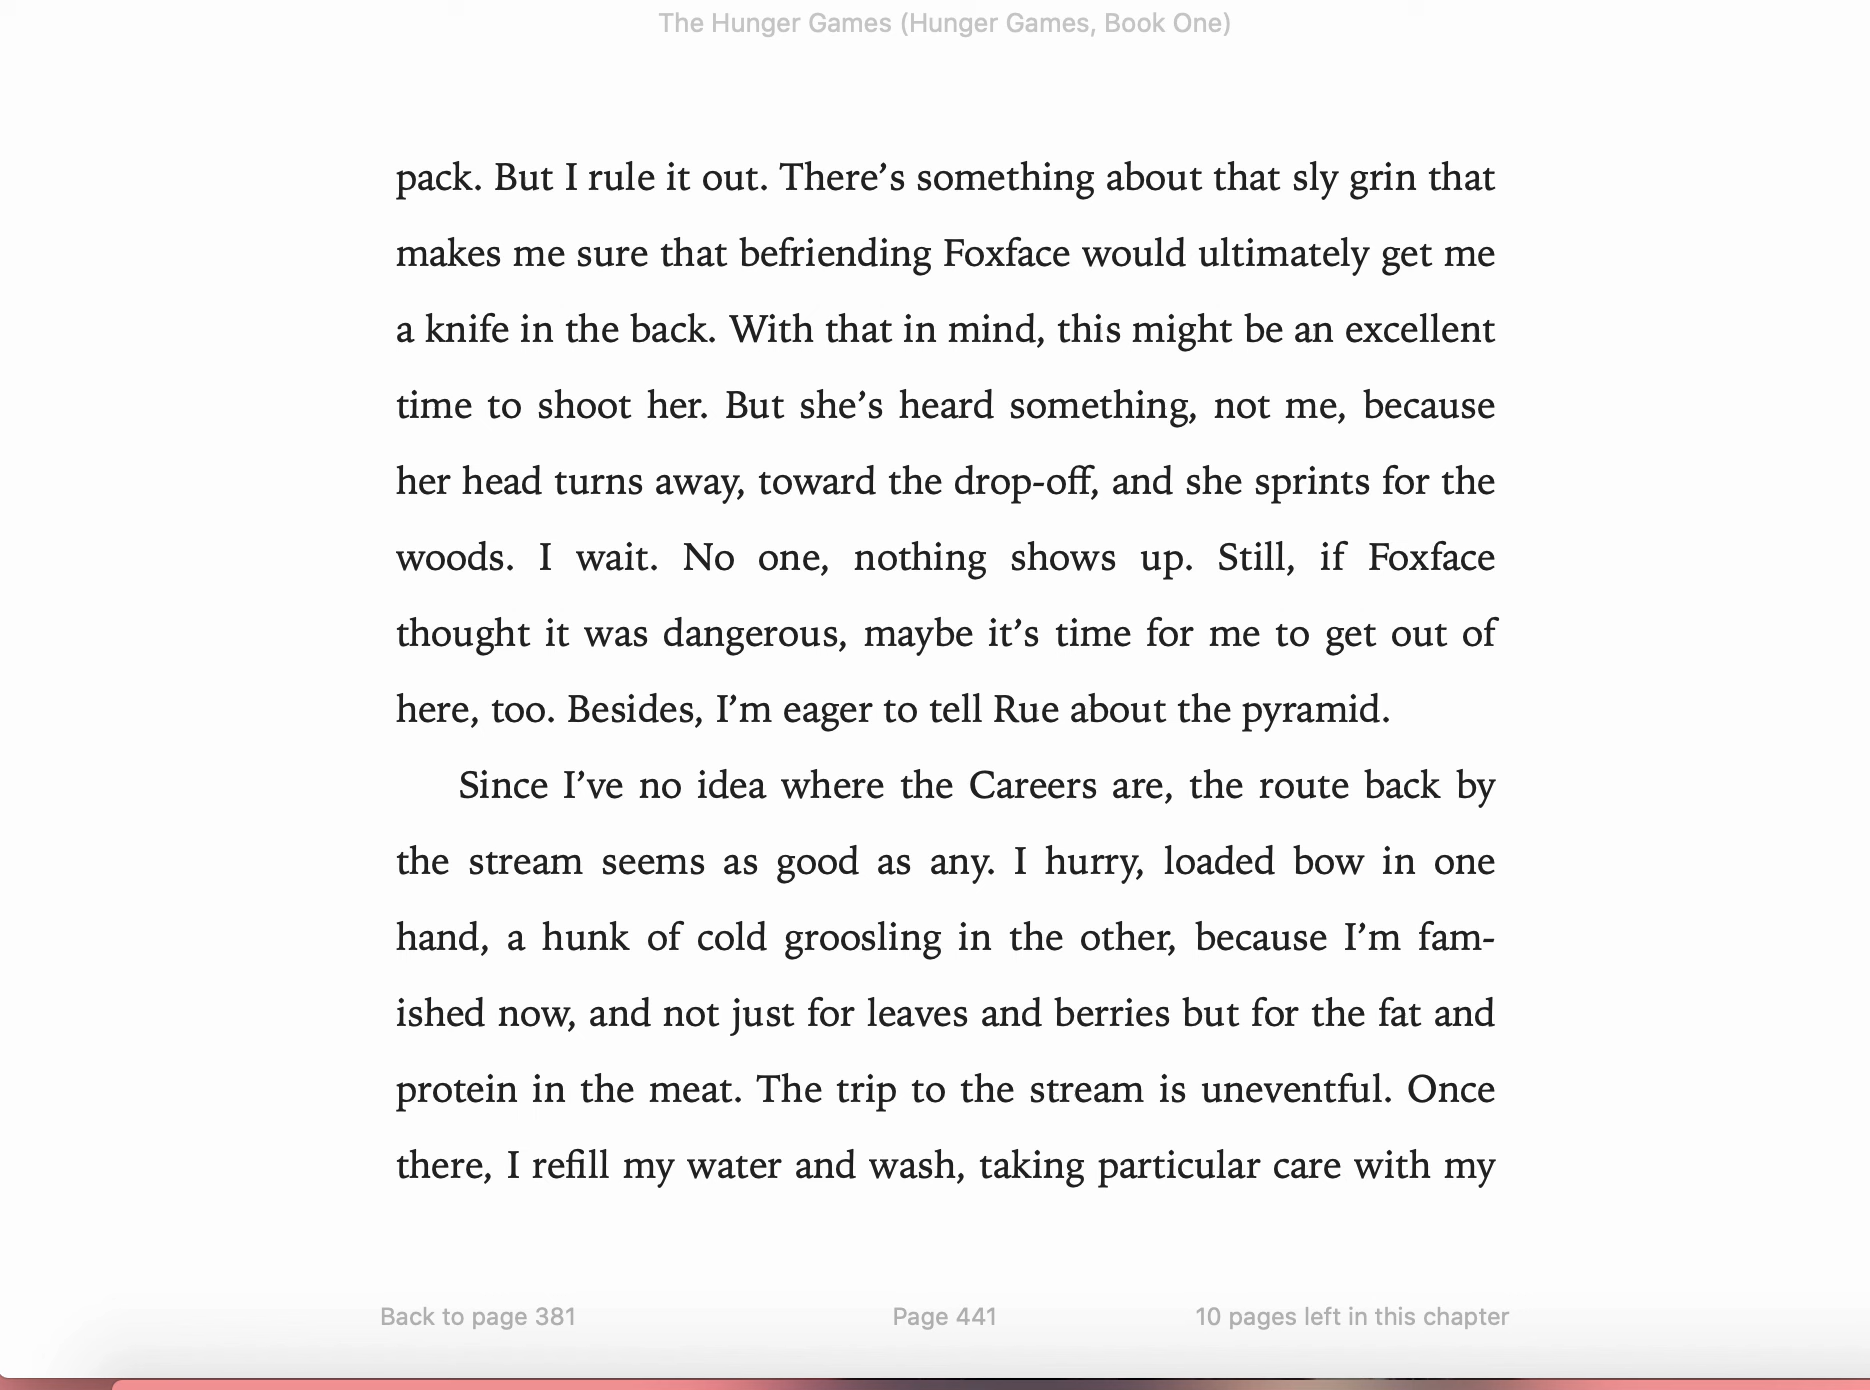 The Hunger Games (Hunger Games, Book One)
pack. But I rule it out. There’s something about that sly grin that
makes me sure that befriending Foxface would ultimately get me
a knife in the back. With that in mind, this might be an excellent
time to shoot her. But she’s heard something, not me, because
her head turns away, toward the drop-off, and she sprints for the
woods. I wait. No one, nothing shows up. Still, if Foxface
thought it was dangerous, maybe it’s time for me to get out of
here, too. Besides, I’m eager to tell Rue about the pyramid.
Since I’ve no idea where the Careers are, the route back by
the stream seems as good as any. I hurry, loaded bow in one
hand, a hunk of cold groosling in the other, because I’m fam-
ished now, and not just for leaves and berries but for the fat and
protein in the meat. The trip to the stream is uneventful. Once
there, I refill my water and wash, taking particular care with my
Back to page 381 Page 441 10 pages left in this chapter